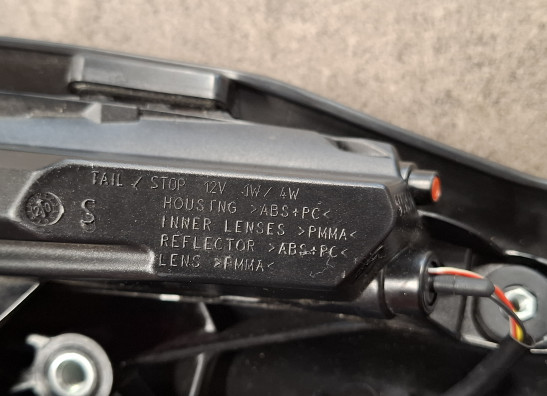 TAIL / STOP 12V 1W/ 4W
S
HOUSING >ABS+PC<
INNER LENSES >PMMA<
REFLECTOR >ABS+PC<
LENS >PMMA<